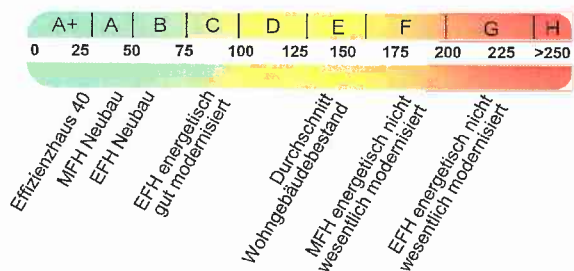 A+ A B C D E F G H
0 25 50 75 100 125 150 175 200 225 >250
Effizienzhaus 40
MFH Neubau
EFH Neubau
EFH energetisch
gut modernisiert
Durchschnitt
Wohngebäudebestand
MFH energetisch nicht
wesentlich modernisiert
EFH energetisch nicht
wesentlich modernisiert